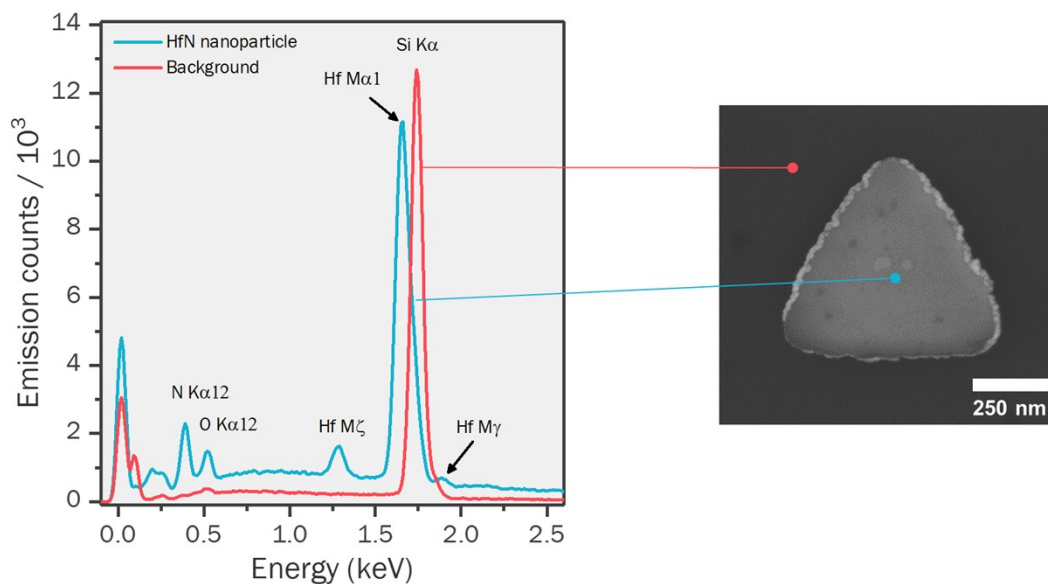 HfN nanoparticle
Background
Si Kα
Hf Mα1
N Kα12
O Kα12
Hf Mζ
Hf Mγ
Emission counts / 10³
14
12
10
8
6
4
2
0
0.0 0.5 1.0 1.5 2.0 2.5
Energy (keV)
250 nm